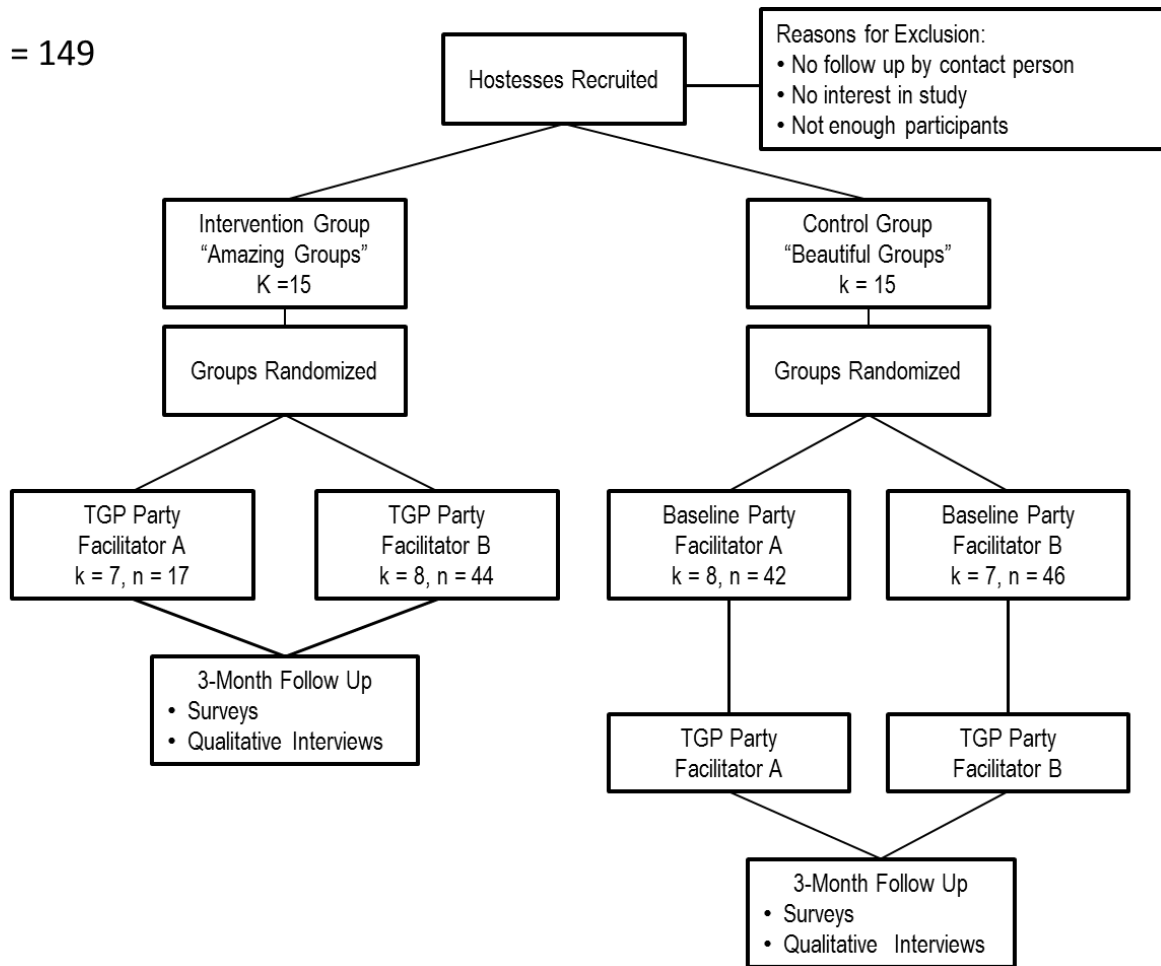 = 149
Hostesses Recruited
Reasons for Exclusion:
• No follow up by contact person
• No interest in study
• Not enough participants
Intervention Group
“Amazing Groups”
K =15
Control Group
“Beautiful Groups”
k = 15
Groups Randomized
Groups Randomized
TGP Party
Facilitator A
k = 7, n = 17
TGP Party
Facilitator B
k = 8, n = 44
Baseline Party
Facilitator A
k = 8, n = 42
Baseline Party
Facilitator B
k = 7, n = 46
3-Month Follow Up
• Surveys
• Qualitative Interviews
TGP Party
Facilitator A
TGP Party
Facilitator B
3-Month Follow Up
• Surveys
• Qualitative Interviews